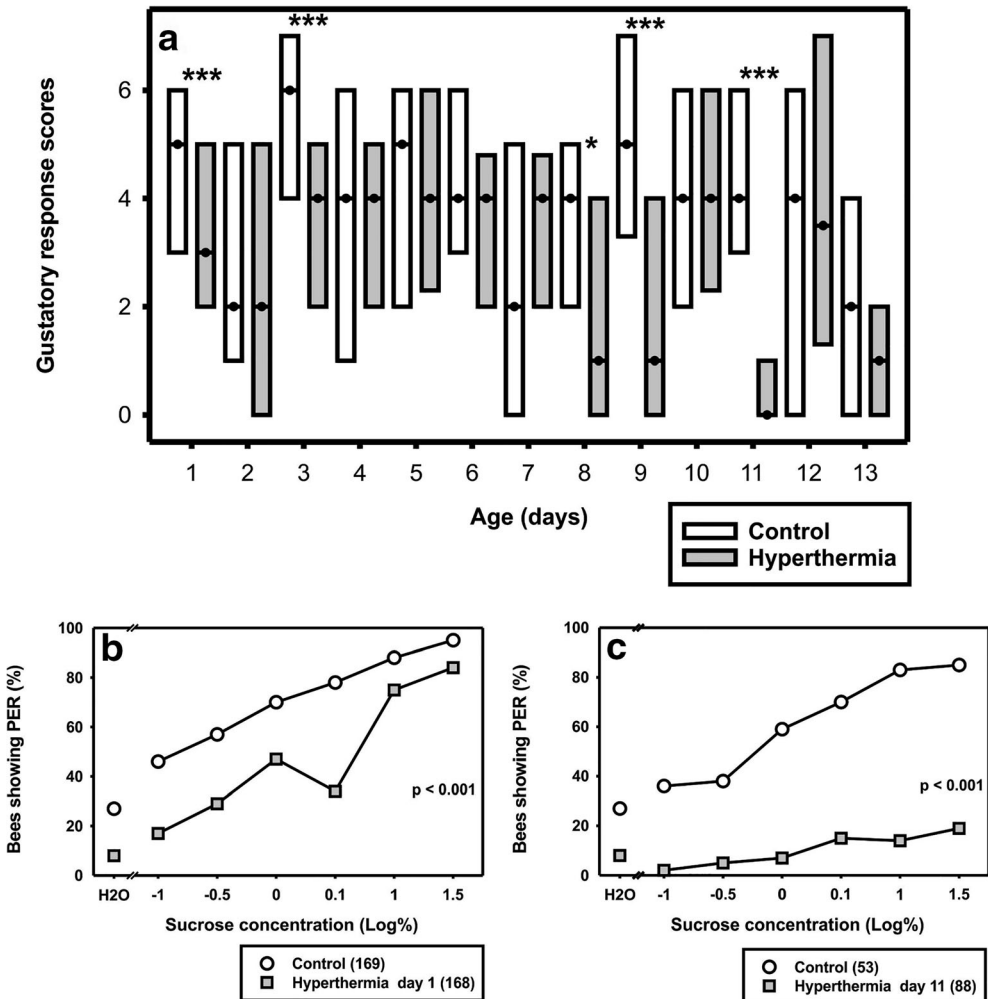 a
***
***
*
***
***
Gustatory response scores
6
4
2
0
1 2 3 4 5 6 7 8 9 10 11 12 13
Age (days)
Control
Hyperthermia
b
Bees showing PER (%)
100
80
60
40
20
0
p < 0.001
H2O -1 -0.5 0 0.1 1 1.5
Sucrose concentration (Log%)
Control (169)
Hyperthermia day 1 (168)
c
Bees showing PER (%)
100
80
60
40
20
0
p < 0.001
H2O -1 -0.5 0 0.1 1 1.5
Sucrose concentration (Log%)
Control (53)
Hyperthermia day 11 (88)